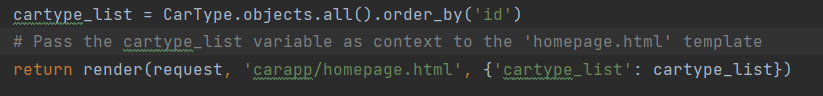 cartype_list = CarType.objects.all().order_by('id')
# Pass the cartype_list variable as context to the 'homepage.html' template
return render(request, 'carapp/homepage.html', {'cartype_list': cartype_list})